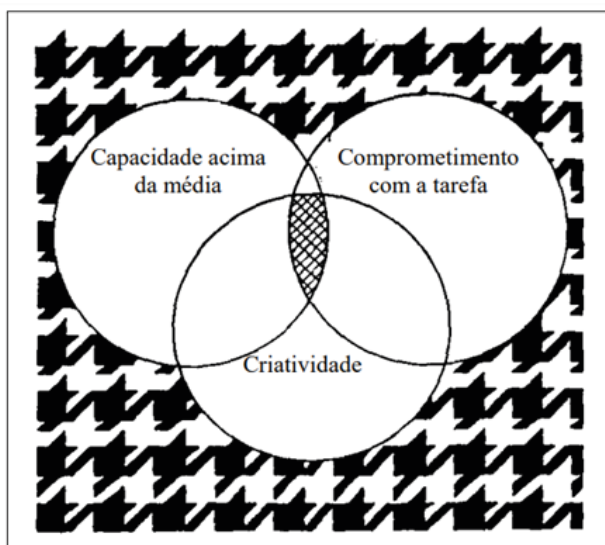 Capacidade acima
da média
Comprometimento
com a tarefa
Criatividade